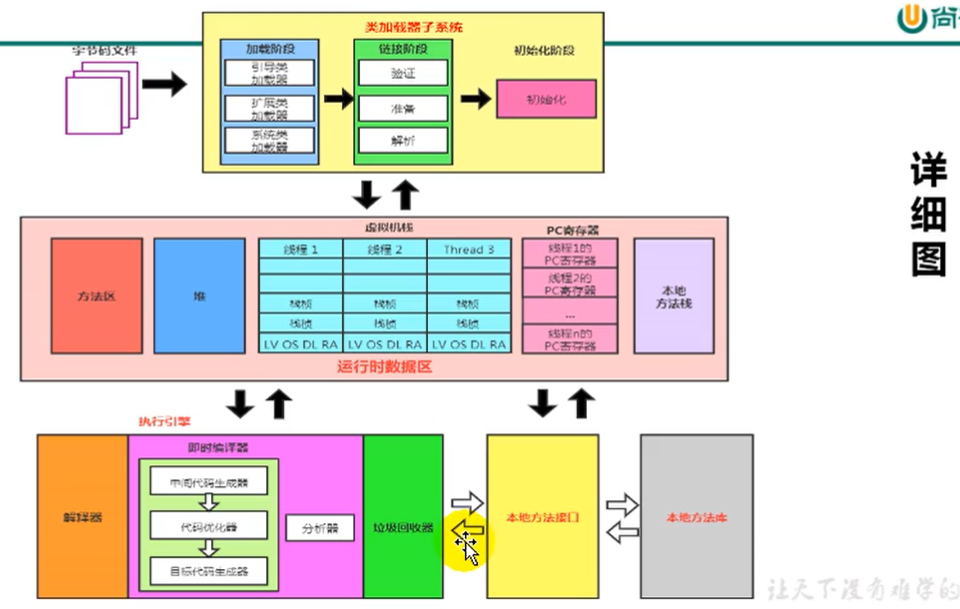 尚
字节码文件
类加载器子系统
加载阶段
引导类
加载器
扩展类
加载器
系统类
加载器
链接阶段
验证
准备
解析
初始化阶段
初始化
详
细
图
虚拟机栈
线程 1
线程 2
Thread 3
栈帧
栈帧
栈帧
栈帧
栈帧
栈帧
LV OS DL RA
LV OS DL RA
LV OS DL RA
PC寄存器
线程1的
PC寄存器
线程2的
PC寄存器
...
线程n的
PC寄存器
方法区
堆
本地
方法栈
运行时数据区
执行引擎
解释器
即时编译器
中间代码生成器
代码优化器
目标代码生成器
分析器
垃圾回收器
本地方法接口
本地方法库
让天下没有难学的